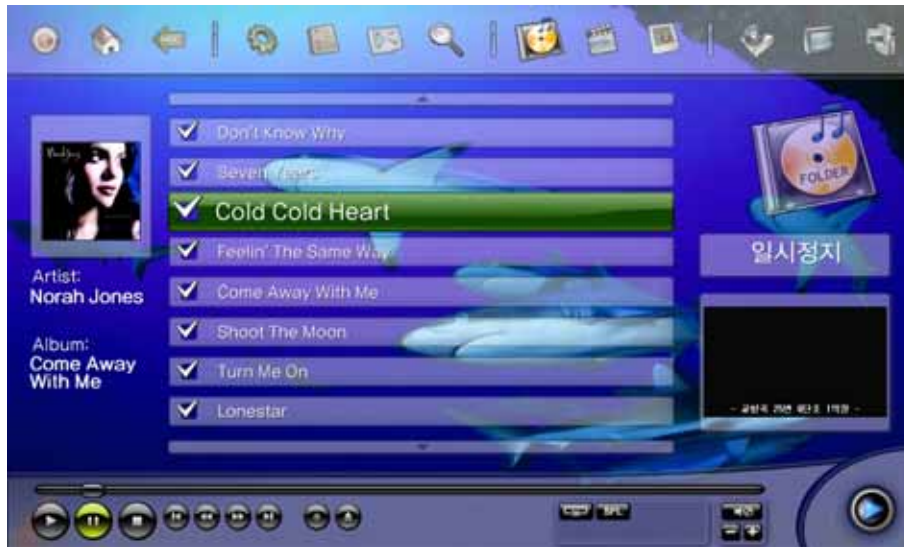 Don't Know Why
Seven Years
Cold Cold Heart
Feelin' The Same Way
Come Away With Me
Shoot The Moon
Turn Me On
Lonestar
Artist:
Norah Jones
Album:
Come Away
With Me
FOLDER
일시정지